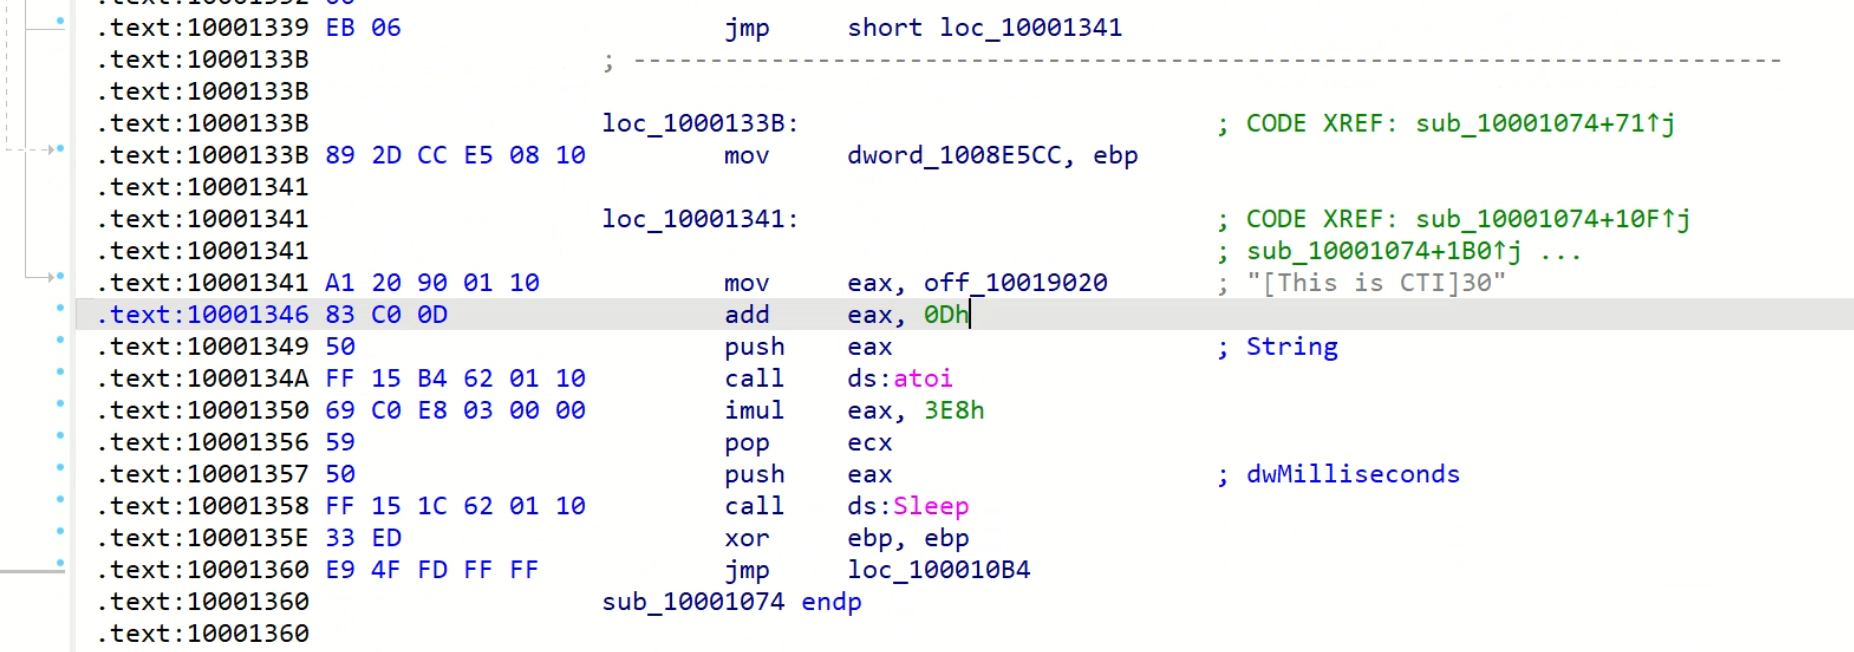 .text:10001339 EB 06 jmp short loc_10001341
.text:1000133B ; ---------------------------------------------------------------------------
.text:1000133B
.text:1000133B loc_1000133B: ; CODE XREF: sub_10001074+71↑j
.text:1000133B 89 2D CC E5 08 10 mov dword_1008E5CC, ebp
.text:10001341
.text:10001341 loc_10001341: ; CODE XREF: sub_10001074+10F↑j
.text:10001341 ; sub_10001074+1B0↑j ...
.text:10001341 A1 20 90 01 10 mov eax, off_10019020 ; "[This is CTI]30"
.text:10001346 83 C0 0D add eax, 0Dh
.text:10001349 50 push eax ; String
.text:1000134A FF 15 B4 62 01 10 call ds:atoi
.text:10001350 69 C0 E8 03 00 00 imul eax, 3E8h
.text:10001356 59 pop ecx
.text:10001357 50 push eax ; dwMilliseconds
.text:10001358 FF 15 1C 62 01 10 call ds:Sleep
.text:1000135E 33 ED xor ebp, ebp
.text:10001360 E9 4F FD FF FF jmp loc_100010B4
.text:10001360 sub_10001074 endp
.text:10001360